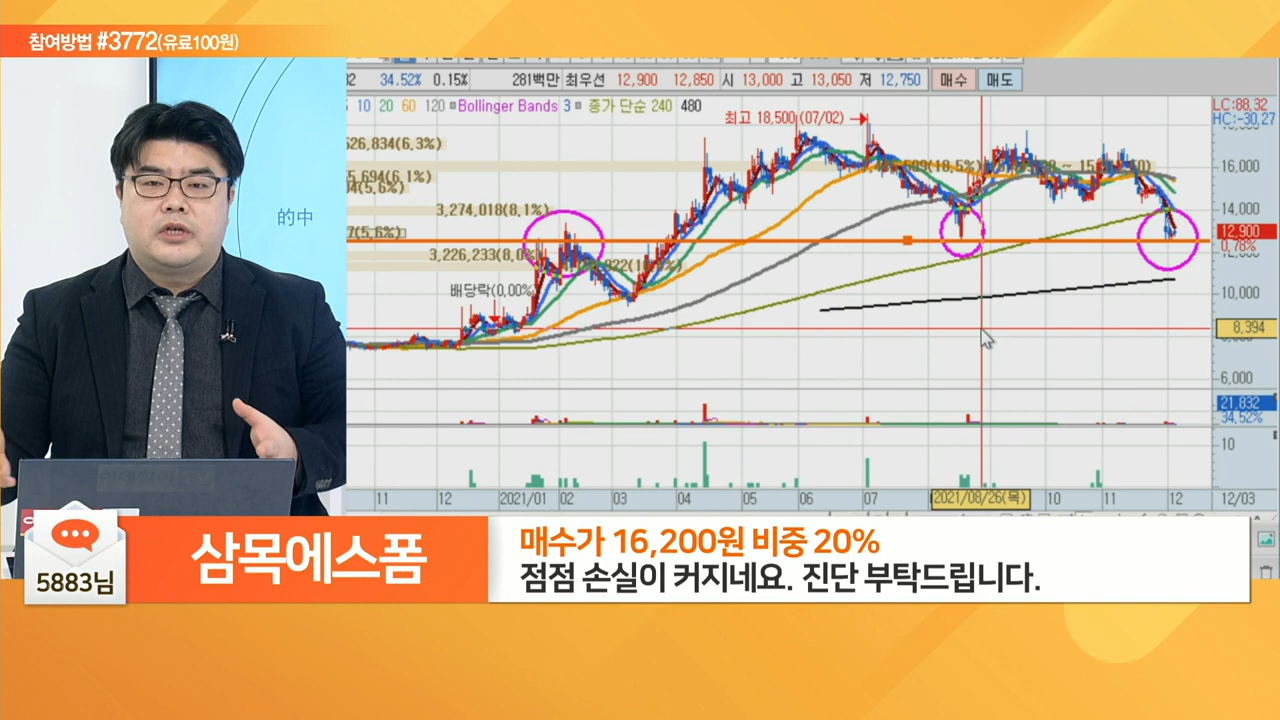 참여방법 #3772(유료100원)
34.52% 0.15% 281백만 최우선 12,900 12,850 시 13,000 고 13,050 저 12,750 매수 매도
10 20 60 120 Bollinger Bands 3 종가 단순 240 480
LC:88,32
HC:-30,27
최고 18,500 (07/02)
526,834(6,3%)
16,000
5,694(6,1%)
(5,6%)
的中
3,274,018(8,1%)
14,000
(5,6%)
12,900
0,78%
3,226,233(8,0%)
배당락(0,00%)
10,000
8,394
6,000
21,832
34,52%
10
11 12 2021/01 02 03 04 05 06 07 2021/08/26(목) 10 11 12 12/03
5883님
삼목에스폼
매수가 16,200원 비중 20%
점점 손실이 커지네요. 진단 부탁드립니다.